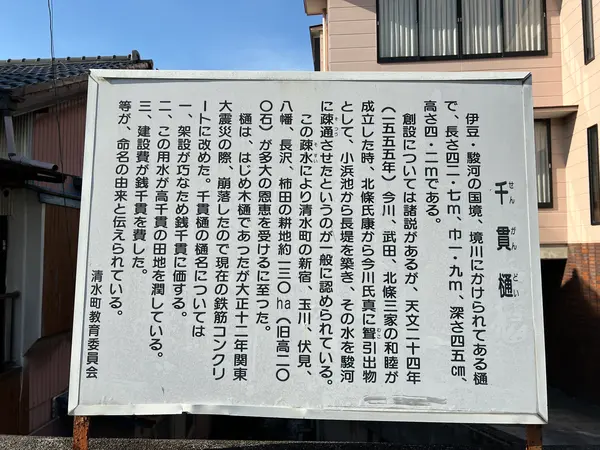 千貫樋
せんがんどい
伊豆・駿河の国境、境川にかけられてある樋
で、長さ四二・七m、巾一・九m、深さ四五㎝、
高さ四・二mである。
創設については諸説があるが、天文二十四年
(一五五五年)今川、武田、北條三家の和睦が
成立した時、北條氏康から今川氏真に聟引出物
として、小浜池から長堤を築き、その水を駿河
に疎通させたというのが一般に認められている。
この疎水により清水町の新宿、玉川、伏見、
八幡、長沢、柿田の耕地約一三〇ha(旧高二〇
〇石)が多大の恩恵を受けるに至つた。
樋は、はじめ木樋であつたが大正十二年関東
大震災の際、崩落したので現在の鉄筋コンクリ
ートに改めた。千貫樋の樋名については
一、架設が巧なため銭千貫に価する。
二、この用水が高千貫の田地を潤している。
三、建設費が銭千貫を費した。
等が、命名の由来と伝えられている。
清水町教育委員会